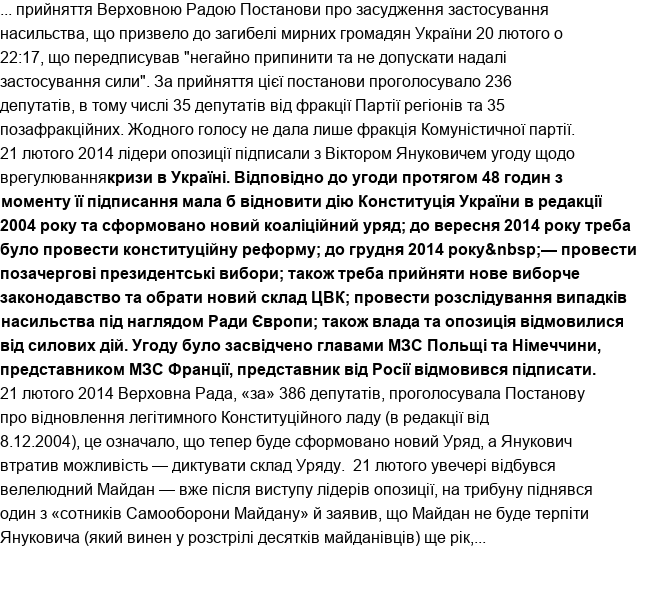 ... прийняття Верховною Радою Постанови про засудження застосування
насильства, що призвело до загибелі мирних громадян України 20 лютого о
22:17, що передписував "негайно припинити та не допускати надалі
застосування сили". За прийняття цієї постанови проголосувало 236
депутатів, в тому числі 35 депутатів від фракції Партії регіонів та 35
позафракційних. Жодного голосу не дала лише фракція Комуністичної партії.
21 лютого 2014 лідери опозиції підписали з Віктором Януковичем угоду щодо
врегулюваннякризи в Україні. Відповідно до угоди протягом 48 годин з
моменту її підписання мала б відновити дію Конституція України в редакції
2004 року та сформовано новий коаліційний уряд; до вересня 2014 року треба
було провести конституційну реформу; до грудня 2014 року&nbsp;— провести
позачергові президентські вибори; також треба прийняти нове виборче
законодавство та обрати новий склад ЦВК; провести розслідування випадків
насильства під наглядом Ради Європи; також влада та опозиція відмовилися
від силових дій. Угоду було засвідчено главами МЗС Польщі та Німеччини,
представником МЗС Франції, представник від Росії відмовився підписати.
21 лютого 2014 Верховна Рада, «за» 386 депутатів, проголосувала Постанову
про відновлення легітимного Конституційного ладу (в редакції від
8.12.2004), це означало, що тепер буде сформовано новий Уряд, а Янукович
втратив можливість — диктувати склад Уряду.  21 лютого увечері відбувся
велелюдний Майдан — вже після виступу лідерів опозиції, на трибуну піднявся
один з «сотників Самооборони Майдану» й заявив, що Майдан не буде терпіти
Януковича (який винен у розстрілі десятків майданівців) ще рік,...